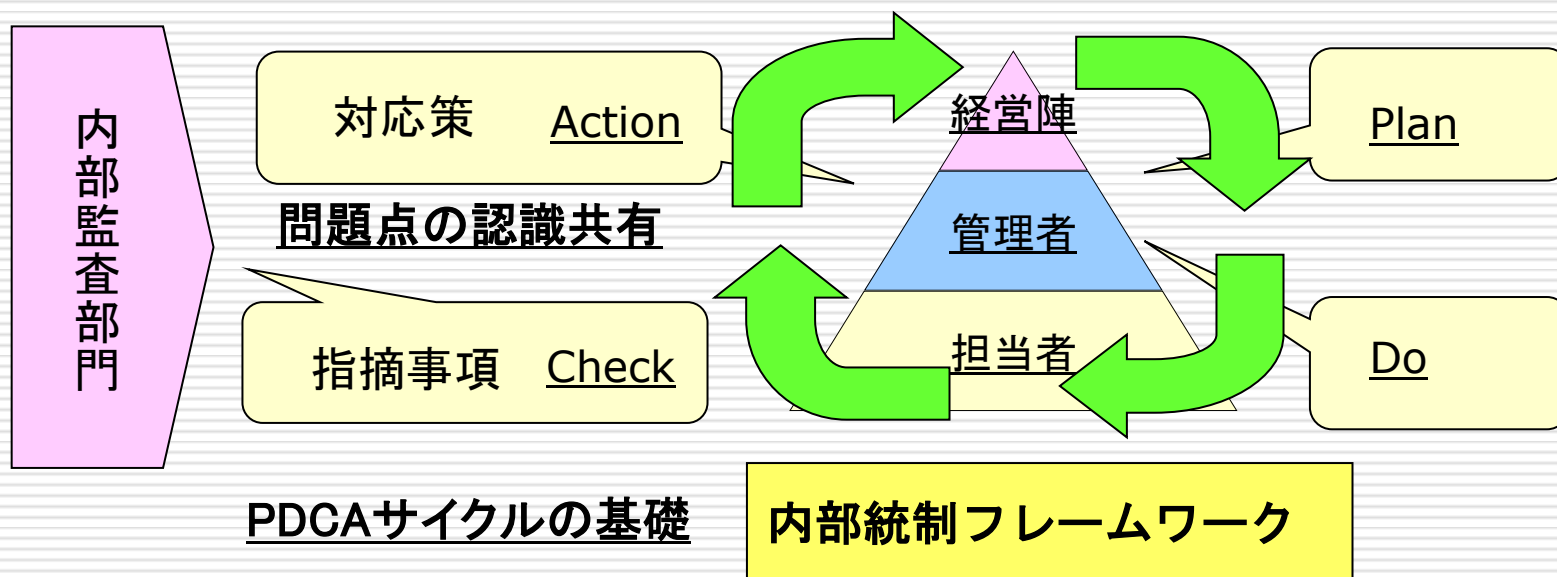 内部監査部門
対応策 Action
経営陣
Plan
問題点の認識共有
管理者
指摘事項 Check
担当者
Do
PDCAサイクルの基礎
内部統制フレームワーク